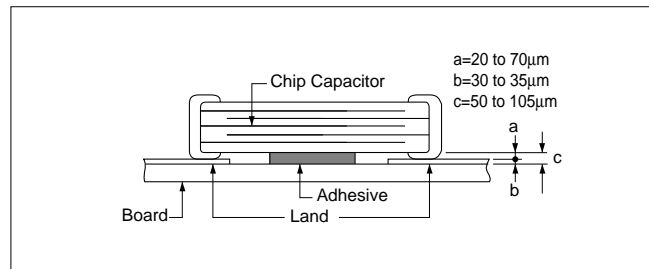 a=20 to 70μm
Chip Capacitor
b=30 to 35μm
c=50 to 105μm
a
c
b
Adhesive
Board
Land